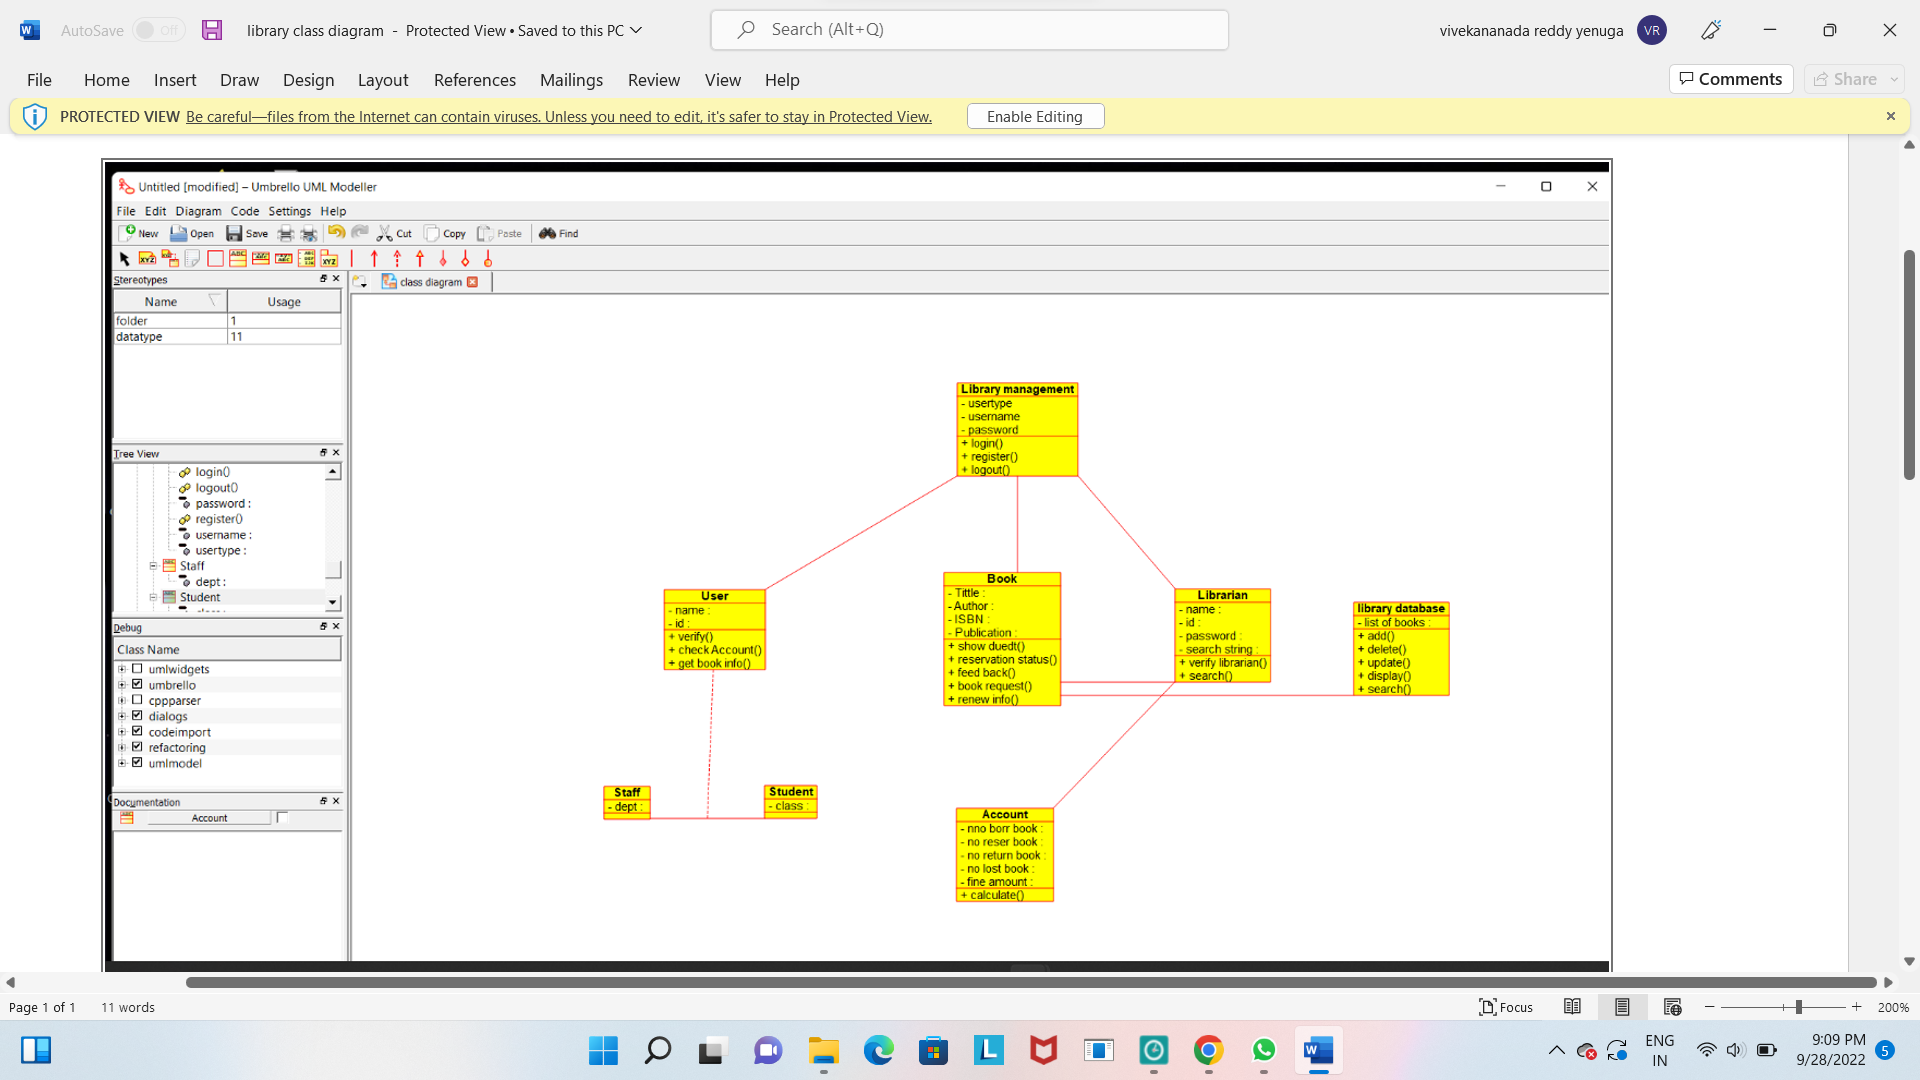 AutoSave Off library class diagram - Protected View • Saved to this PC Search (Alt+Q) vivekananada reddy yenuga VR
File Home Insert Draw Design Layout References Mailings Review View Help Comments Share
PROTECTED VIEW Be careful—files from the Internet can contain viruses. Unless you need to edit, it's safer to stay in Protected View. Enable Editing
Untitled [modified] – Umbrello UML Modeller
File Edit Diagram Code Settings Help
New Open Save Cut Copy Paste Find
Stereotypes
Name Usage
folder 1
datatype 11
Tree View
login()
logout()
password :
register()
username :
usertype :
Staff
dept :
Student
Debug
Class Name
umlwidgets
umbrello
cppparser
dialogs
codeimport
refactoring
umlmodel
Documentation
Account
class diagram
Library management
- usertype
- username
- password
+ login()
+ register()
+ logout()
User
- name :
- id :
+ verify()
+ check Account()
+ get book info()
Book
- Tittle :
- Author :
- ISBN :
- Publication :
+ show duedt()
+ reservation status()
+ feed back()
+ book request()
+ renew info()
Librarian
- name :
- id :
- password :
- search string :
+ verify librarian()
+ search()
library database
- list of books :
+ add()
+ delete()
+ update()
+ display()
+ search()
Staff
- dept :
Student
- class :
Account
- nno borr book :
- no reser book :
- no return book :
- no lost book :
- fine amount :
+ calculate()
Page 1 of 1 11 words Focus 200%
ENG
IN
9:09 PM
9/28/2022
5